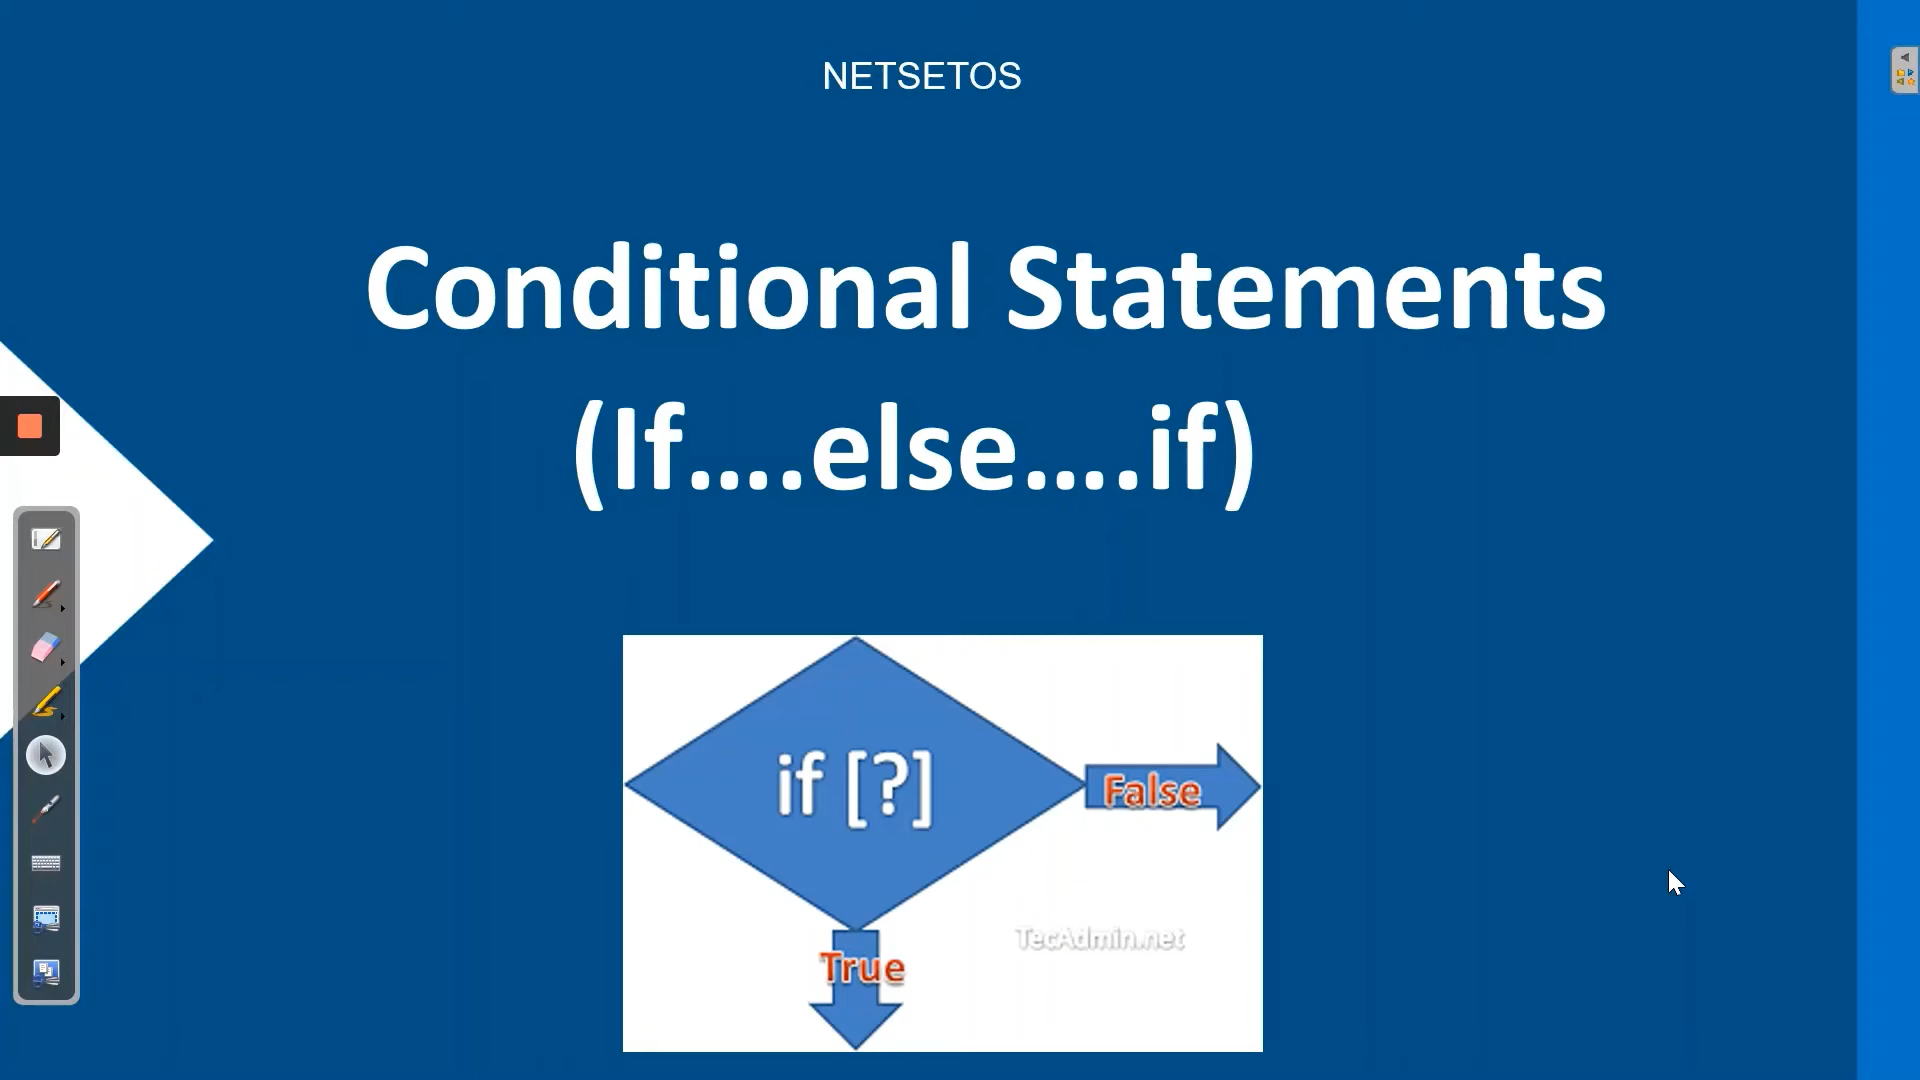 NETSETOS
Conditional Statements
(If....else....if)
if [?]
False
TecAdmin.net
True